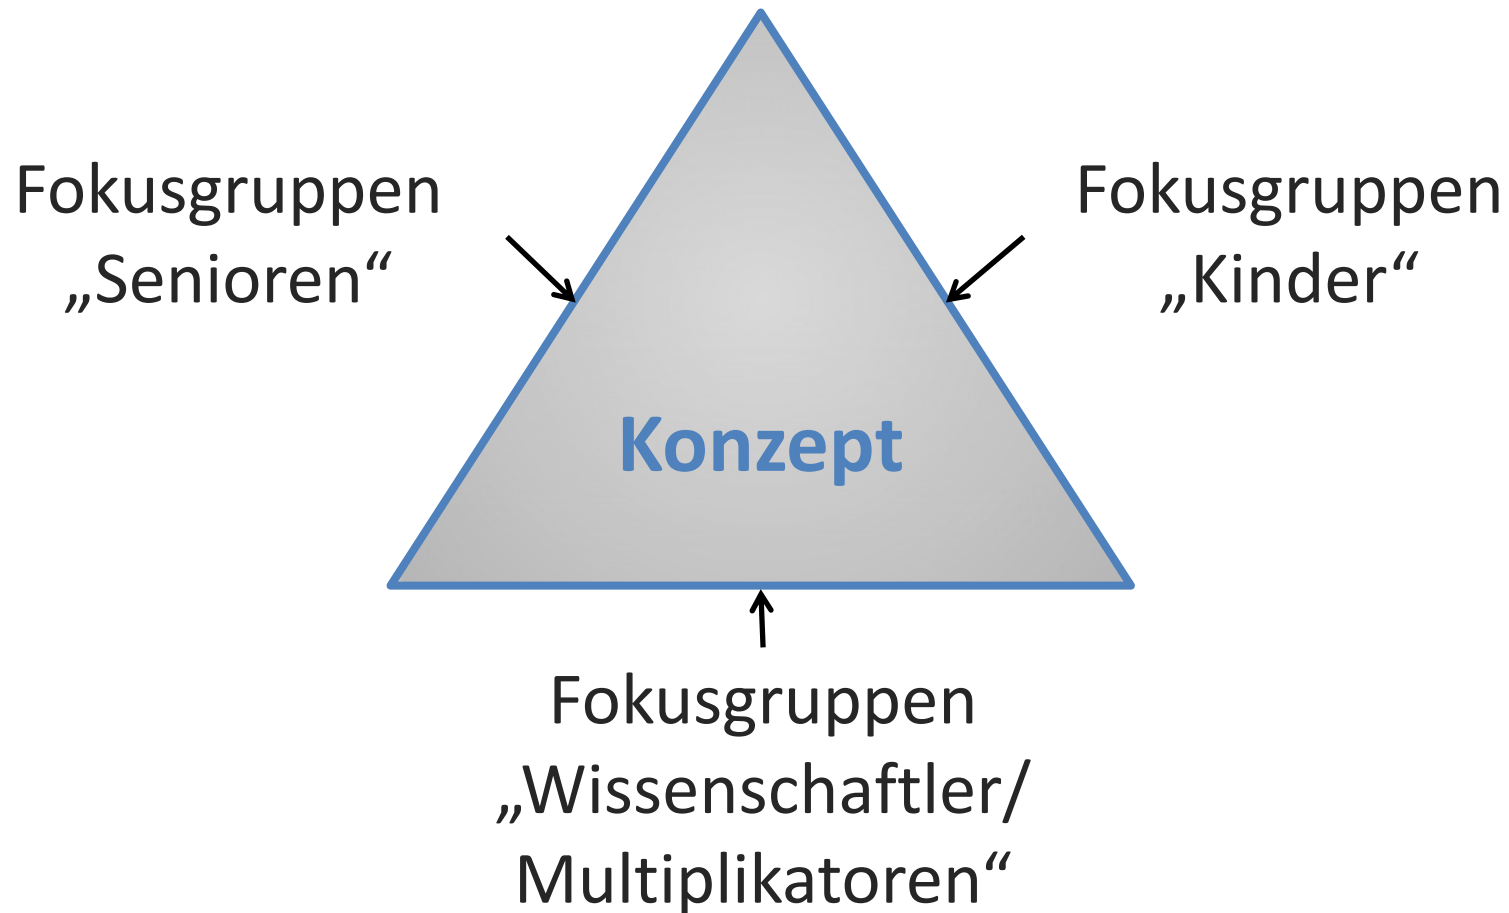 Fokusgruppen
„Senioren“
Fokusgruppen
„Kinder“
Konzept
Fokusgruppen
„Wissenschaftler/
Multiplikatoren“